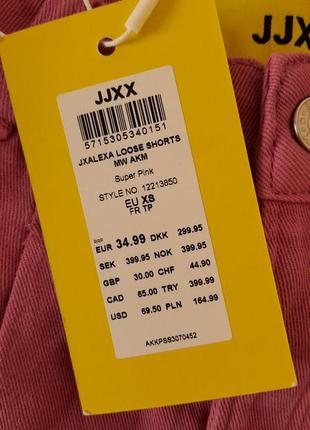 JJXX
JJXX
5715305340151
JXALEXA LOOSE SHORTS
MW AKM
Super Pink
STYLE NO. 12213850
EU XS
FR TP
RRP
EUR 34.99 DKK 299.95
SEK 399.95 NOK 399.95
GBP 30.00 CHF 44.90
CAD 65.00 TRY 399.99
USD 69.50 PLN 164.99
AKKPSS3070452